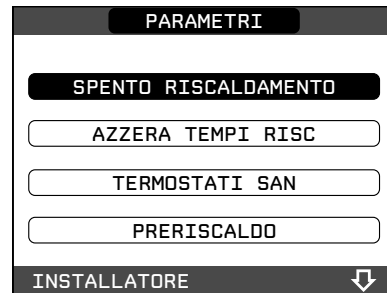 PARAMETRI
SPENTO RISCALDAMENTO
AZZERA TEMPI RISC
TERMOSTATI SAN
PRERISCALDO
INSTALLATORE